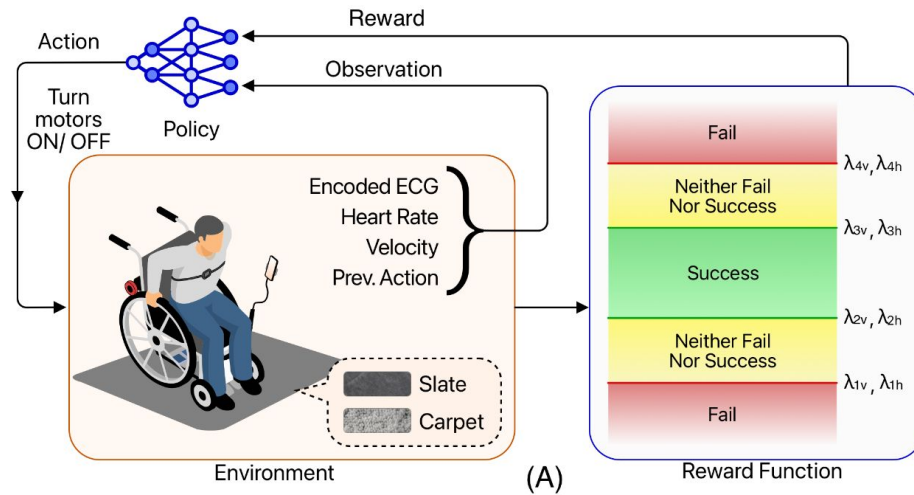 Reward
Action
Observation
Turn
motors
ON/ OFF
Policy
Encoded ECG
Heart Rate
Velocity
Prev. Action
Slate
Carpet
Environment
Fail
λ4v, λ4h
Neither Fail
Nor Success
λ3v, λ3h
Success
λ2v, λ2h
Neither Fail
Nor Success
λ1v, λ1h
Fail
Reward Function
(A)